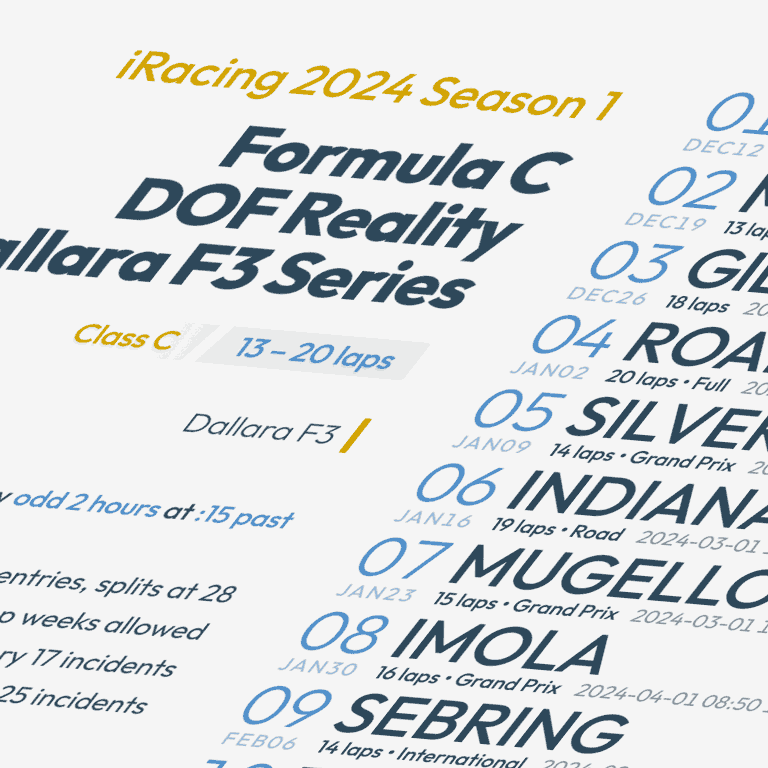 iRacing 2024 Season 1
Formula C
DOF Reality
allara F3 Series
Class C
13 – 20 laps
Dallara F3
y odd 2 hours at :15 past
entries, splits at 28
p weeks allowed
ry 17 incidents
25 incidents
01
DEC12
02
DEC19
13 lap
03 GIL
DEC26
18 laps
04 ROA
JAN02
20 laps • Full
05 SILVER
JAN09
14 laps • Grand Prix
06 INDIANA
JAN16
19 laps • Road 2024-03-01
07 MUGELLO
JAN23
15 laps • Grand Prix 2024-03-01 1
08 IMOLA
JAN30
16 laps • Grand Prix 2024-04-01 08:50
09 SEBRING
FEB06
14 laps • International